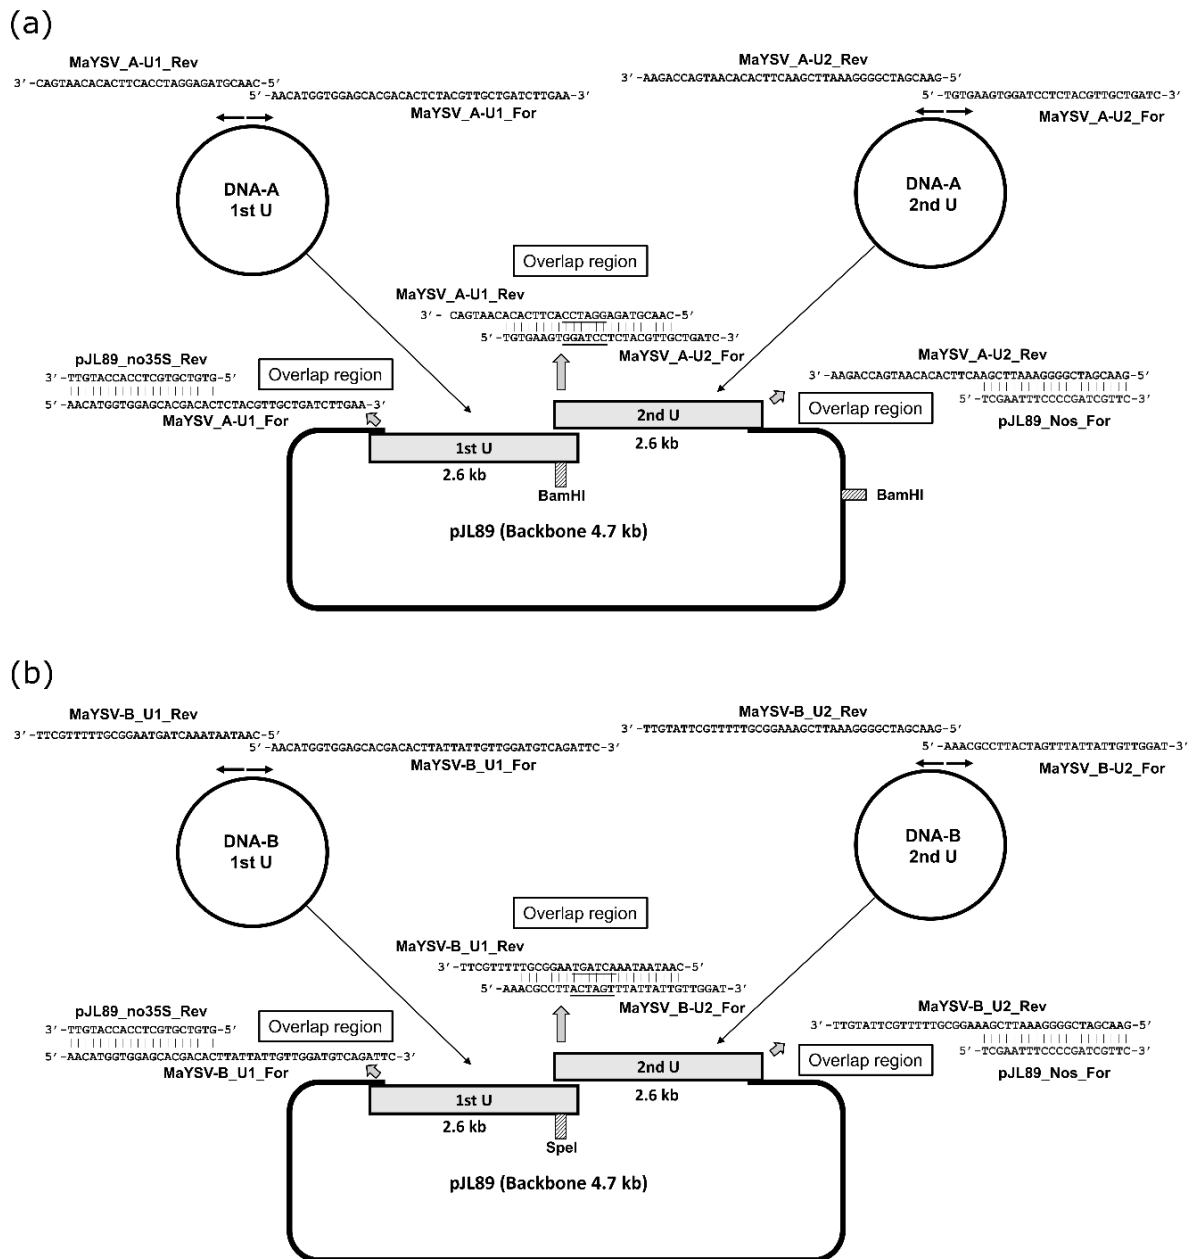 (a)
MaYSV_A-U1_Rev
3’-CAGTAACACACTTCACCTAGGAGATGCAAC-5’
5’-AACATGGTGGAGCACGACACTCTACGTTGCTGATCTTGAA-3’
MaYSV_A-U1_For
MaYSV_A-U2_Rev
3’-AAGACCAGTAACACACTTCAAGCTTAAAGGGGCTAGCAAG-5’
5’-TGTGAAGTGGATCCTCTACGTTGCTGATC-3’
MaYSV_A-U2_For
DNA-A
1st U
DNA-A
2nd U
Overlap region
MaYSV_A-U1_Rev
3’- CAGTAACACACTTCACCTAGGAGATGCAAC-5’
5’-TGTGAAGTGGATCCTCTACGTTGCTGATC-3’
MaYSV_A-U2_For
pJL89_no35S_Rev
3’-TTGTACCACCTCGTGCTGTG-5’
Overlap region
5’-AACATGGTGGAGCACGACACTCTACGTTGCTGATCTTGAA-3’
MaYSV_A-U1_For
MaYSV_A-U2_Rev
3’-AAGACCAGTAACACACTTCAAGCTTAAAGGGGCTAGCAAG-5’
Overlap region
5’-TCGAATTTCCCCGATCGTTC-3’
pJL89_Nos_For
2nd U
2.6 kb
1st U
2.6 kb
BamHI
BamHI
pJL89 (Backbone 4.7 kb)
(b)
MaYSV-B_U1_Rev
3’-TTCGTTTTTGCGGAATGATCAAATAATAAC-5’
5’-AACATGGTGGAGCACGACACTTATTATTGTTGGATGTCAGATTC-3’
MaYSV-B_U1_For
MaYSV-B_U2_Rev
3’-TTGTATTCGTTTTTGCGGAAAGCTTAAAGGGGCTAGCAAG-5’
5’-AAACGCCTTACTAGTTTATTATTGTTGGAT-3’
MaYSV_B-U2_For
DNA-B
1st U
DNA-B
2nd U
Overlap region
MaYSV-B_U1_Rev
3’-TTCGTTTTTGCGGAATGATCAAATAATAAC-5’
5’-AAACGCCTTACTAGTTTATTATTGTTGGAT-3’
MaYSV_B-U2_For
pJL89_no35S_Rev
3’-TTGTACCACCTCGTGCTGTG-5’
Overlap region
5’-AACATGGTGGAGCACGACACTTATTATTGTTGGATGTCAGATTC-3’
MaYSV-B_U1_For
MaYSV-B_U2_Rev
3’-TTGTATTCGTTTTTGCGGAAAGCTTAAAGGGGCTAGCAAG-5’
Overlap region
5’-TCGAATTTCCCCGATCGTTC-3’
pJL89_Nos_For
2nd U
2.6 kb
1st U
2.6 kb
SpeI
pJL89 (Backbone 4.7 kb)